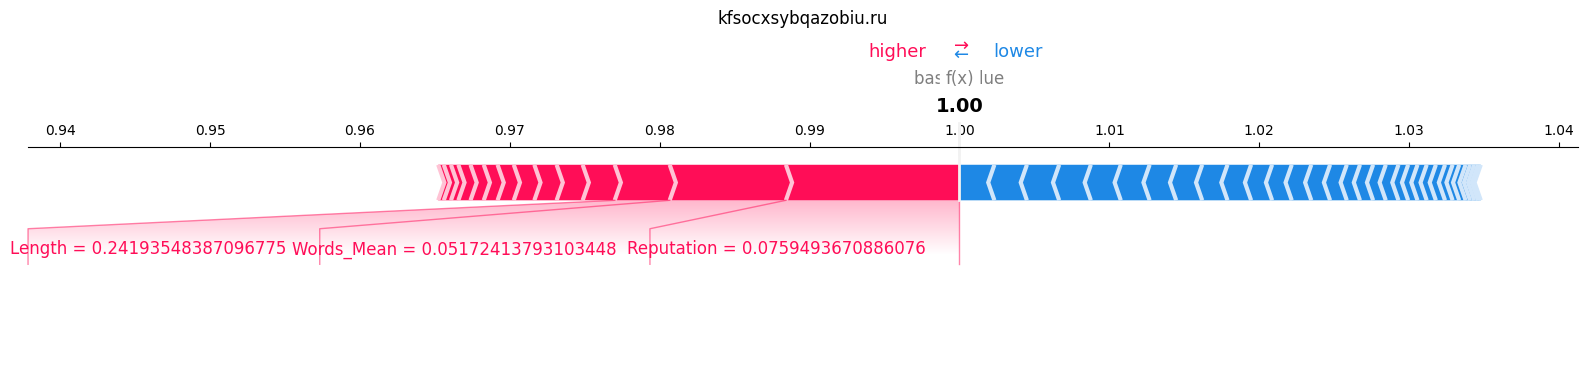 kfsocxsybqazobiu.ru
higher → ← lower
bas f(x) lue
1.00
0.94 0.95 0.96 0.97 0.98 0.99 1.00 1.01 1.02 1.03 1.04
Length = 0.24193548387096775 Words_Mean = 0.05172413793103448 Reputation = 0.0759493670886076